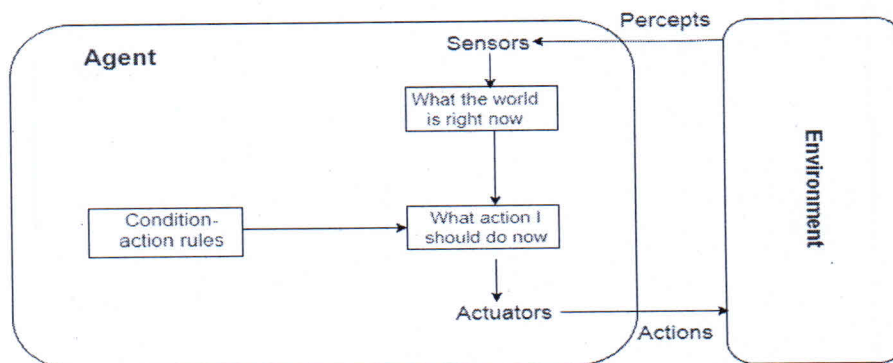 Percepts
Agent
Sensors
What the world
is right now
Condition-
action rules
What action I
should do now
Actuators
Actions
Environment